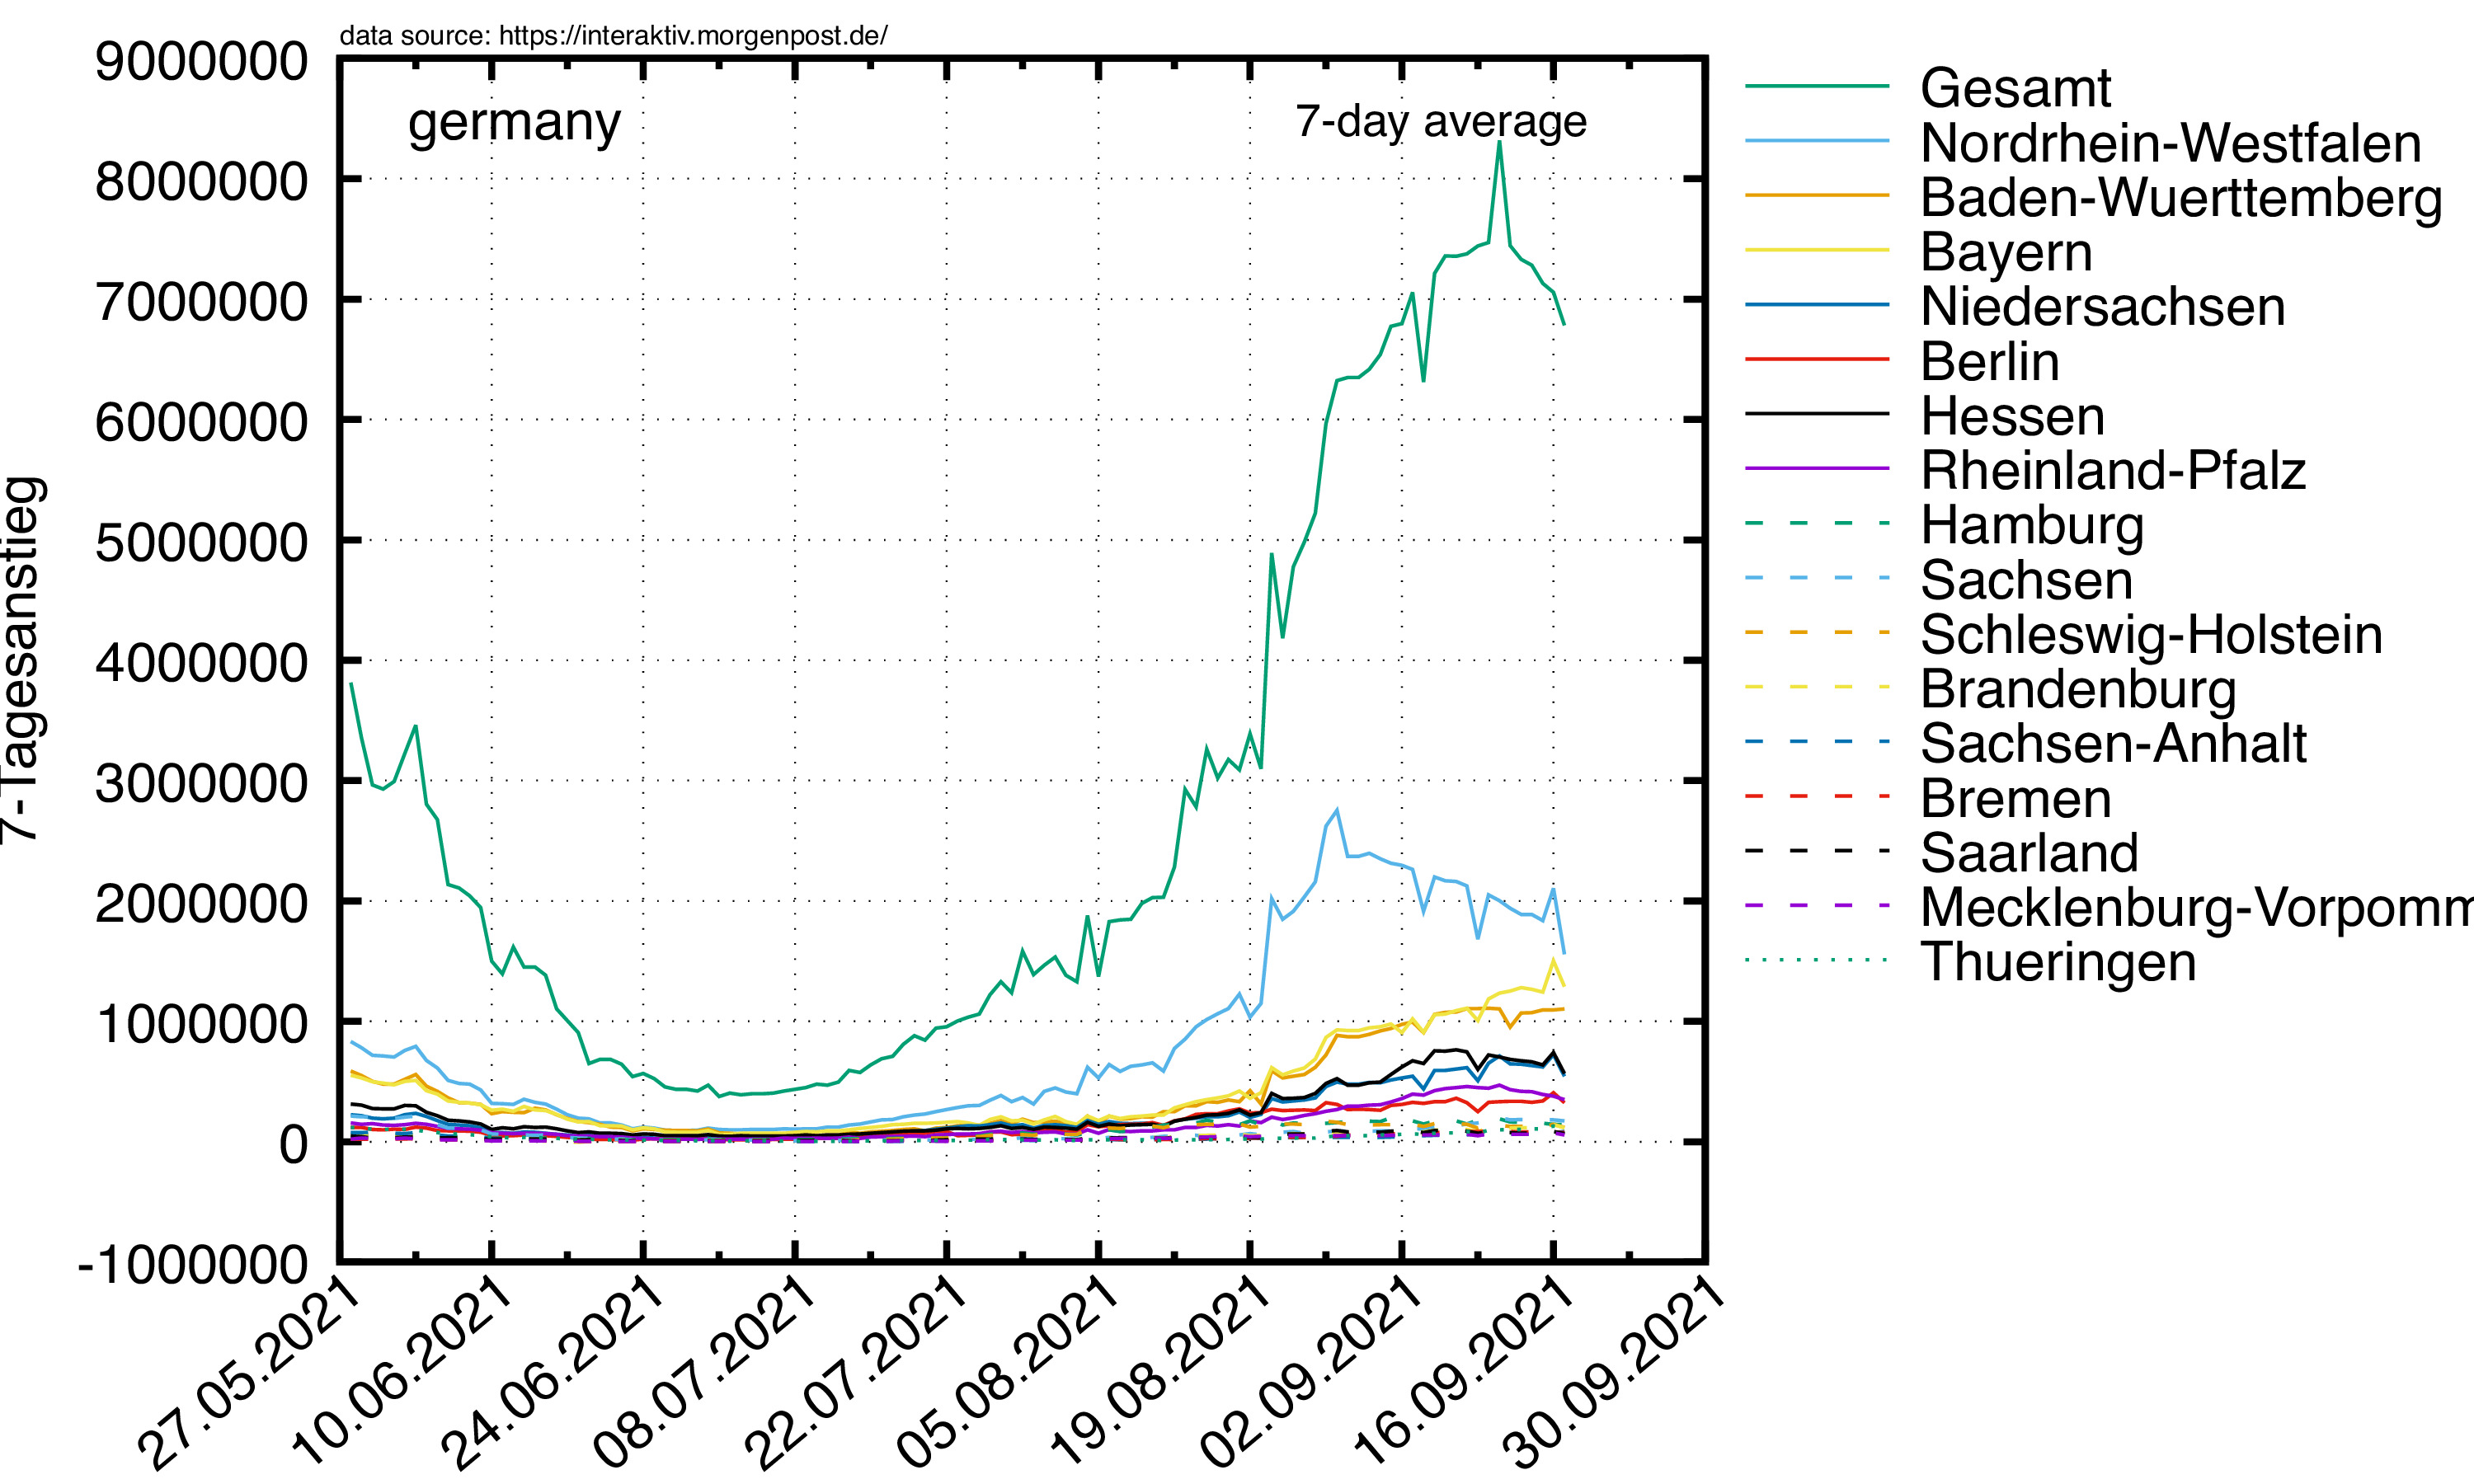 data source: https://interaktiv.morgenpost.de/
germany
7-day average
7-Tagesanstieg
9000000
8000000
7000000
6000000
5000000
4000000
3000000
2000000
1000000
0
-1000000
27.05.2021
10.06.2021
24.06.2021
08.07.2021
22.07.2021
05.08.2021
19.08.2021
02.09.2021
16.09.2021
30.09.2021
Gesamt
Nordrhein-Westfalen
Baden-Wuerttemberg
Bayern
Niedersachsen
Berlin
Hessen
Rheinland-Pfalz
Hamburg
Sachsen
Schleswig-Holstein
Brandenburg
Sachsen-Anhalt
Bremen
Saarland
Mecklenburg-Vorpomm
Thueringen